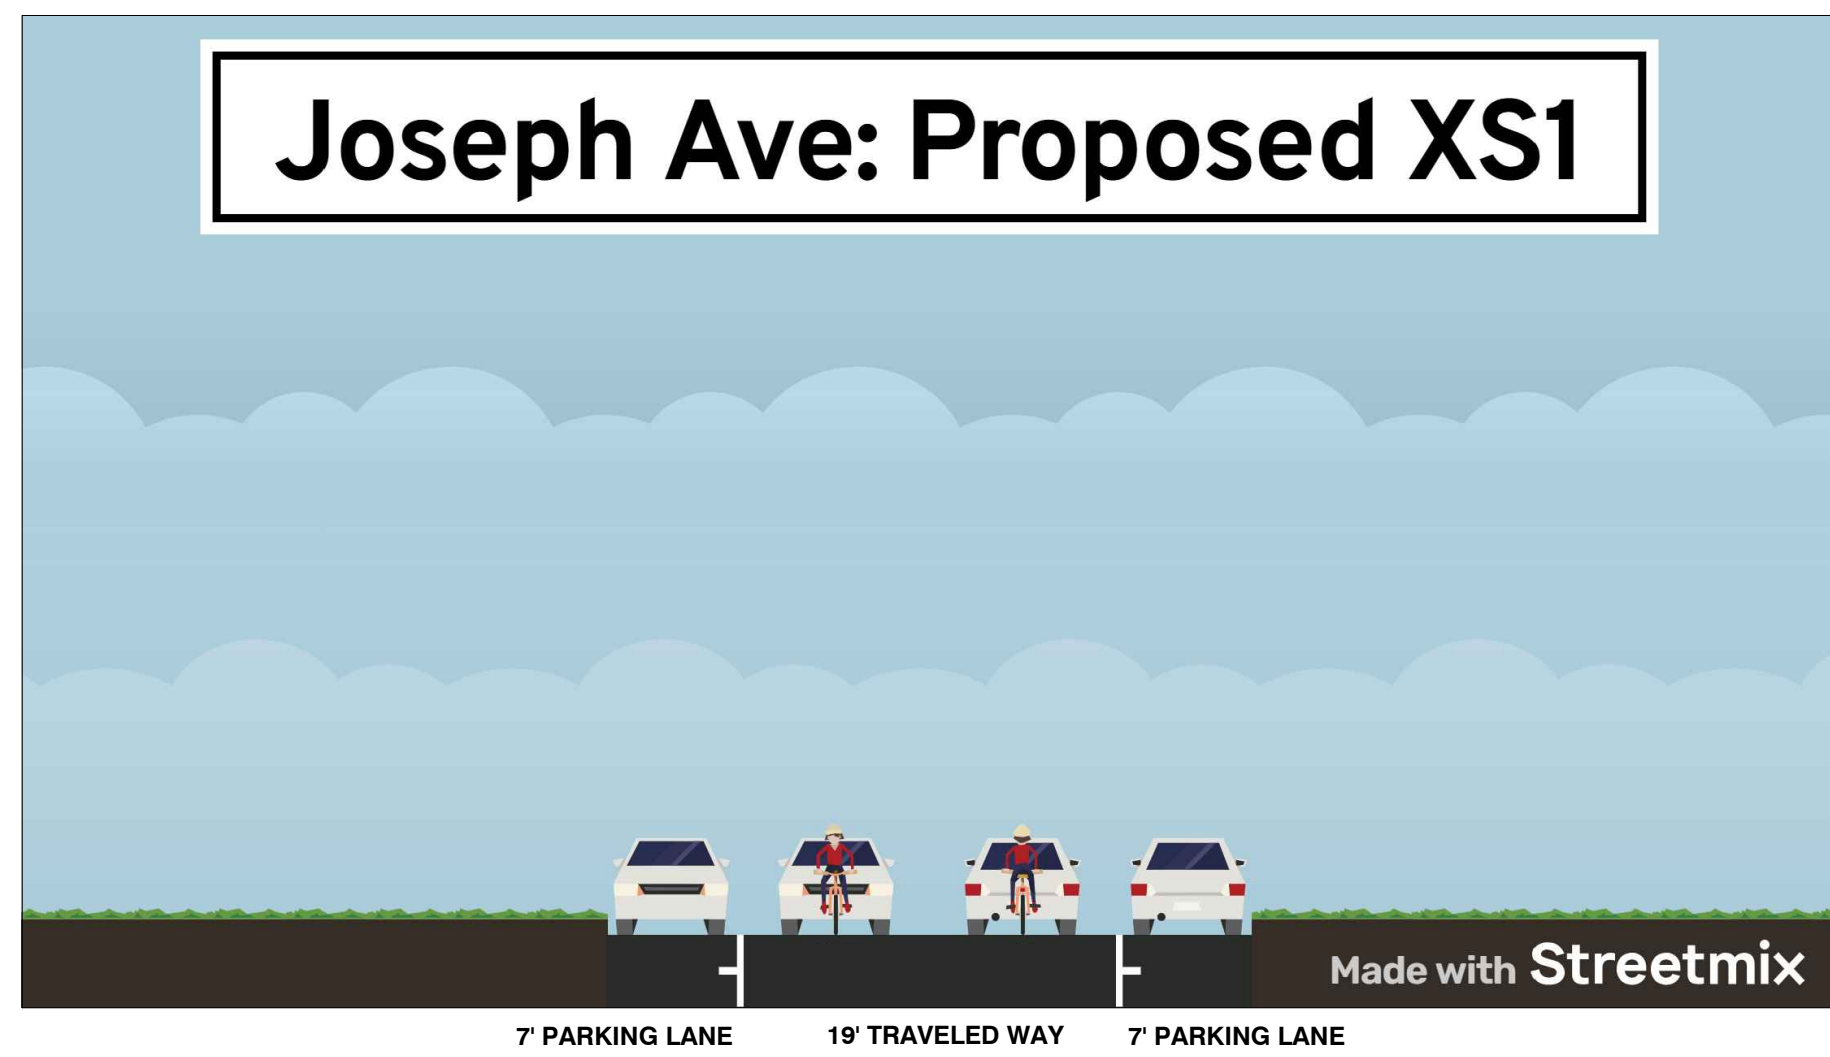 Joseph Ave: Proposed XS1
Made with Streetmix
7' PARKING LANE 19' TRAVELED WAY 7' PARKING LANE